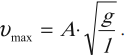 υ_max = A·√(g/l).